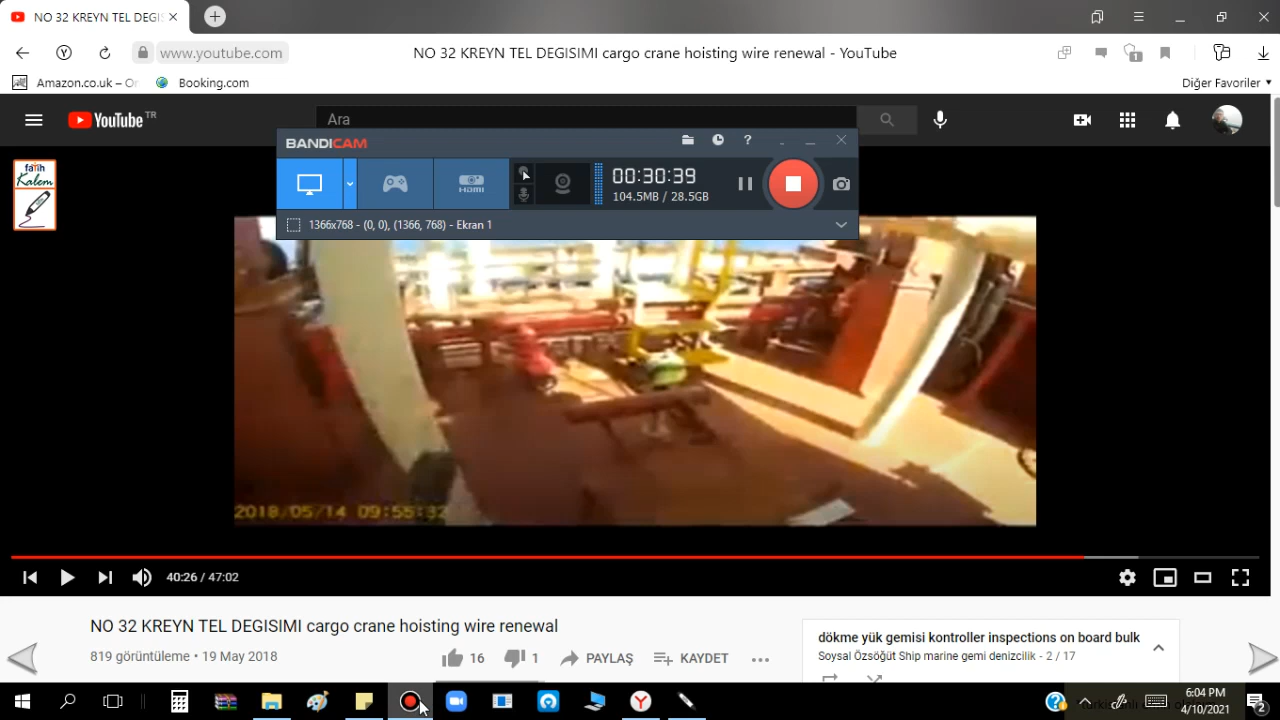 NO 32 KREYN TEL DEGIS
www.youtube.com
NO 32 KREYN TEL DEGISIMI cargo crane hoisting wire renewal - YouTube
1
Amazon.co.uk – Or
Booking.com
Diğer Favoriler
YouTube TR
Ara
BANDICAM
?
fatih
Kalem
HDMI
00:30:39
104.5MB / 28.5GB
1366x768 - (0, 0), (1366, 768) - Ekran 1
2018/05/14 09:55:32
40:26 / 47:02
NO 32 KREYN TEL DEGISIMI cargo crane hoisting wire renewal
819 görüntüleme • 19 May 2018
16
1
PAYLAŞ
KAYDET
dökme yük gemisi kontroller inspections on board bulk
Soysal Özsöğüt Ship marine gemi denizcilik - 2 / 17
6:04 PM
4/10/2021
2